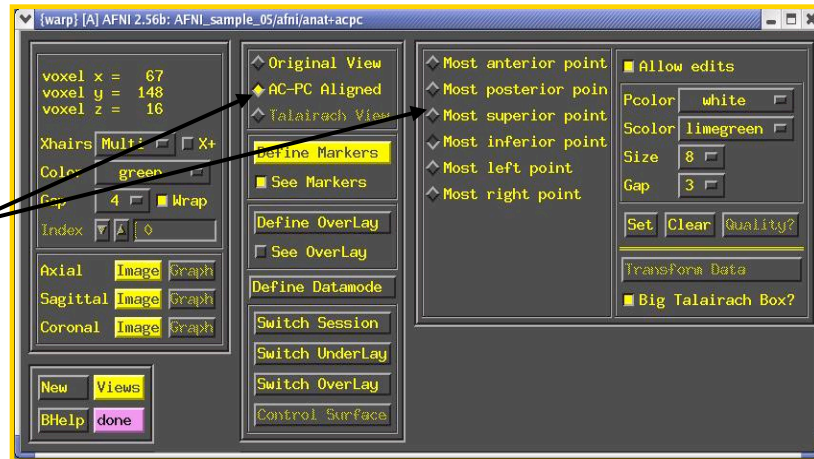 {warp} [A] AFNI 2.56b: AFNI_sample_05/afni/anat+acpc
voxel x = 67
voxel y = 148
voxel z = 16
Xhairs Multi X+
Color green
Gap 4 Wrap
Index 0
Axial Image Graph
Sagittal Image Graph
Coronal Image Graph
New Views
BHelp done
Original View
AC-PC Aligned
Talairach View
Define Markers
See Markers
Define OverLay
See OverLay
Define Datamode
Switch Session
Switch UnderLay
Switch OverLay
Control Surface
Most anterior point
Most posterior poin
Most superior point
Most inferior point
Most left point
Most right point
Allow edits
Pcolor white
Scolor limegreen
Size 8
Gap 3
Set Clear Quality?
Transform Data
Big Talairach Box?